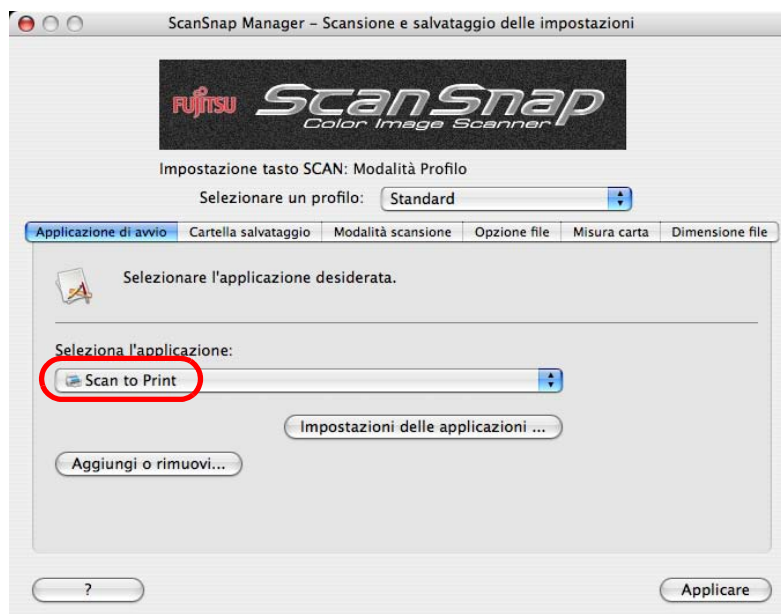 ScanSnap Manager – Scansione e salvataggio delle impostazioni
FUJITSU ScanSnap
Color Image Scanner
Impostazione tasto SCAN: Modalità Profilo
Selezionare un profilo: Standard
Applicazione di avvio Cartella salvataggio Modalità scansione Opzione file Misura carta Dimensione file
Selezionare l'applicazione desiderata.
Seleziona l'applicazione:
Scan to Print
Impostazioni delle applicazioni ...
Aggiungi o rimuovi...
? Applicare